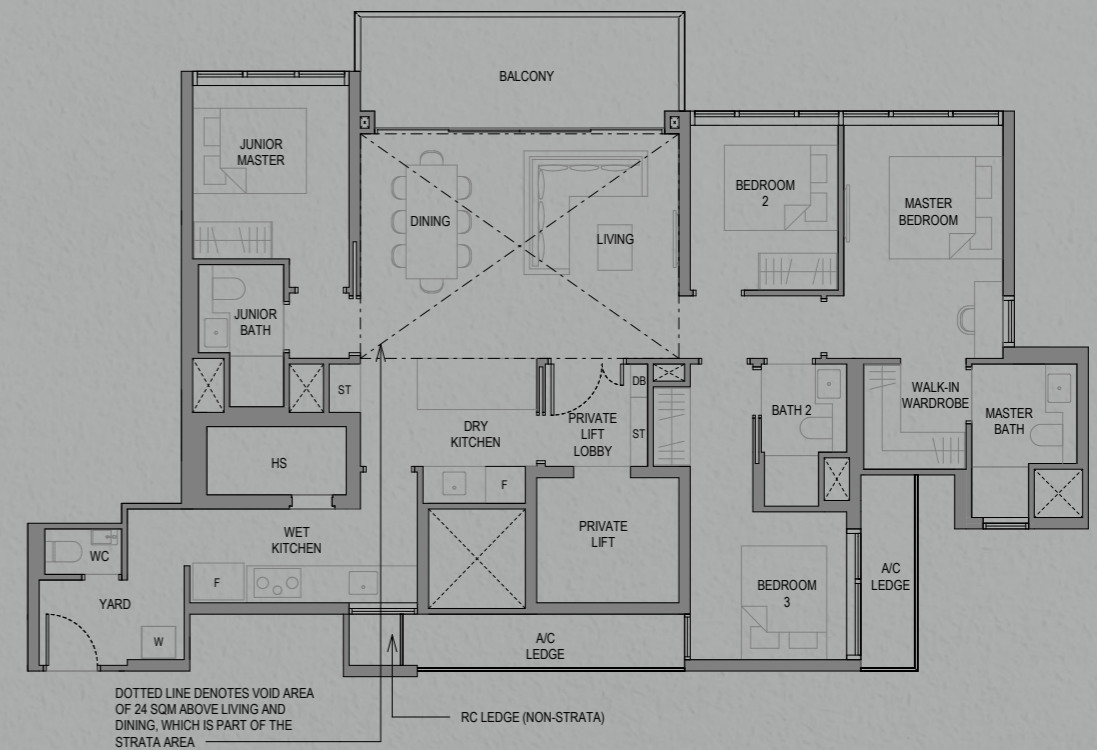 BALCONY
JUNIOR
MASTER
DINING
LIVING
BEDROOM
2
MASTER
BEDROOM
JUNIOR
BATH
ST
DRY
KITCHEN
PRIVATE
LIFT
LOBBY
DB
ST
BATH 2
WALK-IN
WARDROBE
MASTER
BATH
HS
F
WET
KITCHEN
PRIVATE
LIFT
WC
F
YARD
W
BEDROOM
3
A/C
LEDGE
A/C
LEDGE
DOTTED LINE DENOTES VOID AREA
OF 24 SQM ABOVE LIVING AND
DINING, WHICH IS PART OF THE
STRATA AREA
RC LEDGE (NON-STRATA)